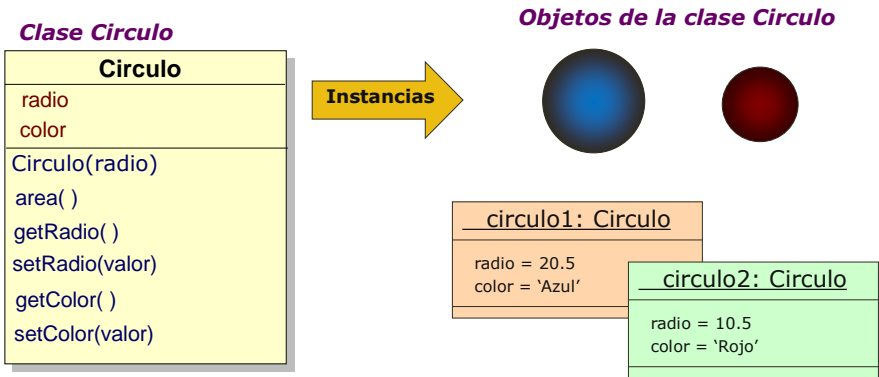 Clase Circulo
Circulo
radio
color
Circulo(radio)
area( )
getRadio( )
setRadio(valor)
getColor( )
setColor(valor)
Instancias
Objetos de la clase Circulo
circulo1: Circulo
radio = 20.5
color = ‘Azul’
circulo2: Circulo
radio = 10.5
color = ‘Rojo’